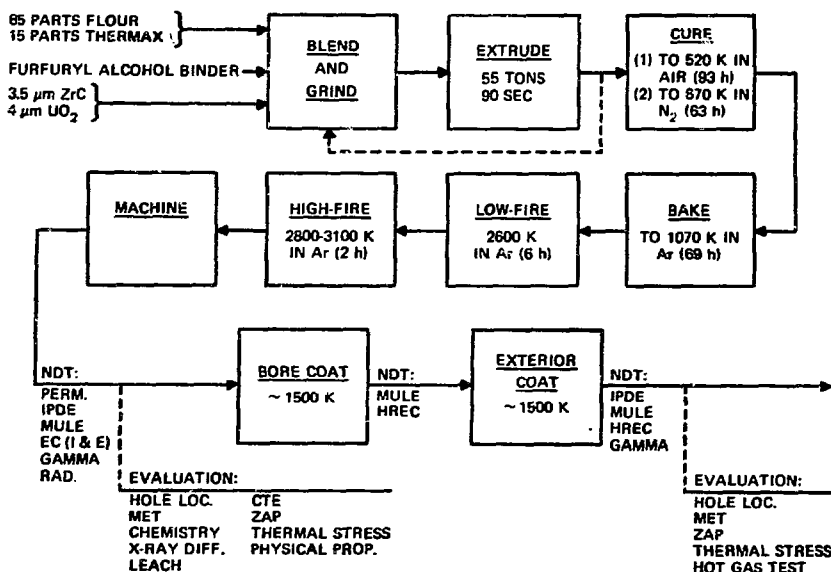 85 PARTS FLOUR
15 PARTS THERMAX
FURFURYL ALCOHOL BINDER
3.5 µm ZrC
4 µm UO2
BLEND
AND
GRIND
EXTRUDE
55 TONS
90 SEC
CURE
(1) TO 520 K IN
AIR (93 h)
(2) TO 870 K IN
N2 (63 h)
MACHINE
HIGH-FIRE
2800-3100 K
IN Ar (2 h)
LOW-FIRE
2600 K
IN Ar (6 h)
BAKE
TO 1070 K IN
Ar (69 h)
NDT:
PERM.
IPDE
MULE
EC (I & E)
GAMMA
RAD.
BORE COAT
~ 1500 K
NDT:
MULE
HREC
EXTERIOR
COAT
~ 1500 K
NDT:
IPDE
MULE
HREC
GAMMA
EVALUATION:
HOLE LOC. CTE
MET ZAP
CHEMISTRY THERMAL STRESS
X-RAY DIFF. PHYSICAL PROP.
LEACH
EVALUATION:
HOLE LOC.
MET
ZAP
THERMAL STRESS
HOT GAS TEST